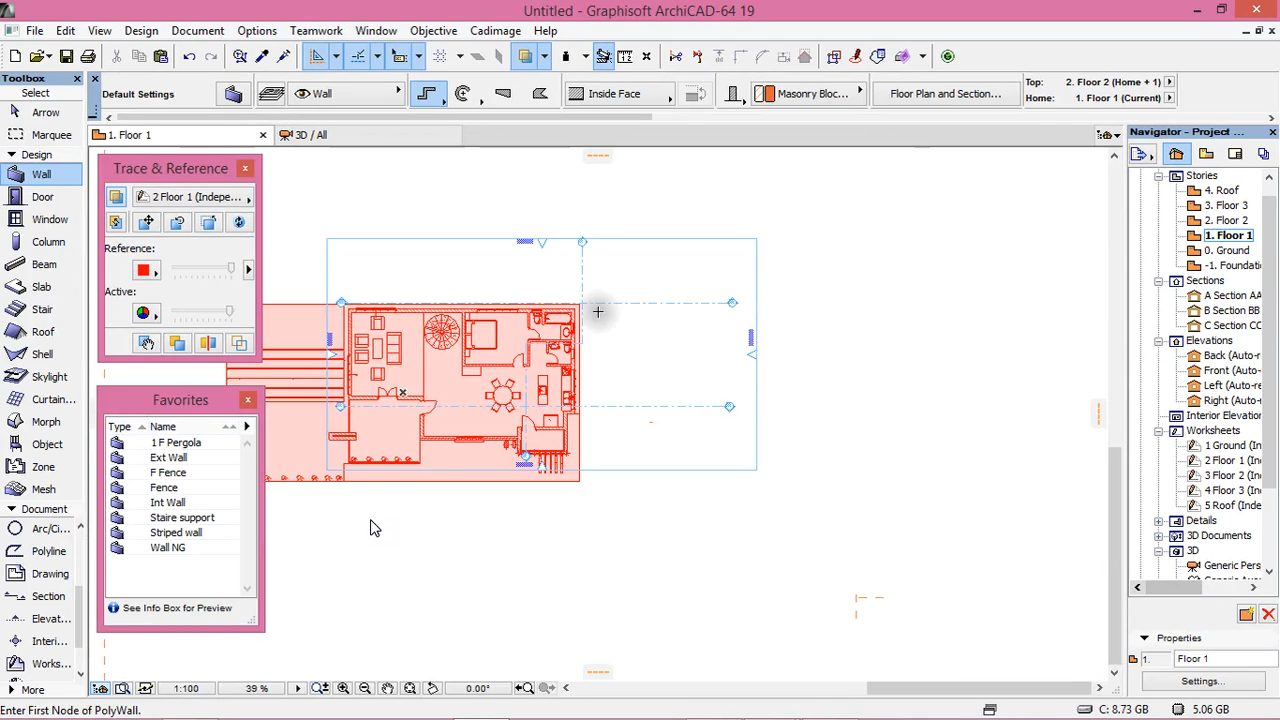 Untitled - Graphisoft ArchiCAD-64 19
File Edit View Design Document Options Teamwork Window Objective Cadimage Help
Toolbox
Select
Arrow
Marquee
Design
Wall
Door
Window
Column
Beam
Slab
Stair
Roof
Shell
Skylight
Curtain...
Morph
Object
Zone
Mesh
Document
Arc/Ci...
Polyline
Drawing
Section
Elevat...
Interi...
Works...
More
Default Settings
Wall
Inside Face
Masonry Bloc...
Floor Plan and Section...
Top: 2. Floor 2 (Home + 1)
Home: 1. Floor 1 (Current)
1. Floor 1
3D / All
Trace & Reference
2 Floor 1 (Indepe...
Reference:
Active:
Favorites
Type Name
1 F Pergola
Ext Wall
F Fence
Fence
Int Wall
Staire support
Striped wall
Wall NG
See Info Box for Preview
Navigator - Project ...
Stories
4. Roof
3. Floor 3
2. Floor 2
1. Floor 1
0. Ground
-1. Foundatio
Sections
A Section AA
B Section BB
C Section CC
Elevations
Back (Auto-r
Front (Auto-
Left (Auto-re
Right (Auto-
Interior Elevation
Worksheets
1 Ground (In
2 Floor 1 (Inc
3 Floor 2 (Inc
4 Floor 3 (Inc
5 Roof (Inde
Details
3D Documents
3D
Generic Pers
Properties
1. Floor 1
Settings...
1:100 39 % 0.00°
Enter First Node of PolyWall.
C: 8.73 GB 5.06 GB